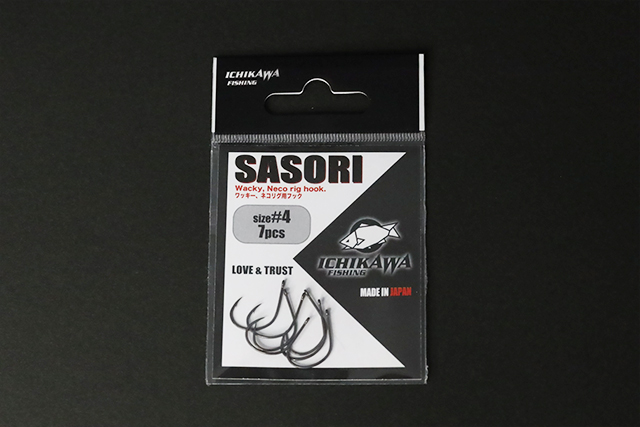 ICHIKAWA
FISHING
SASORI
Wacky, Neco rig hook.
ワッキー、ネコリグ用フック
size#4
7pcs
ICHIKAWA
FISHING
LOVE & TRUST
MADE IN JAPAN